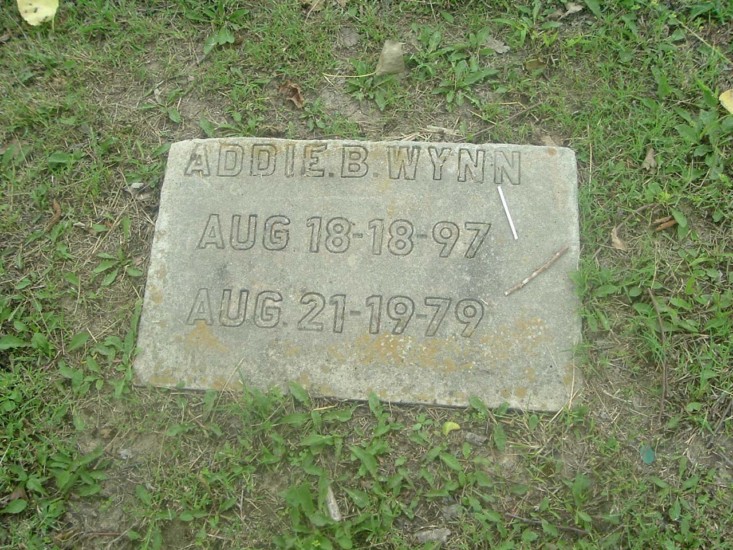 ADDIE. B. WYNN
AUG 18-18-97
AUG. 21-19-79